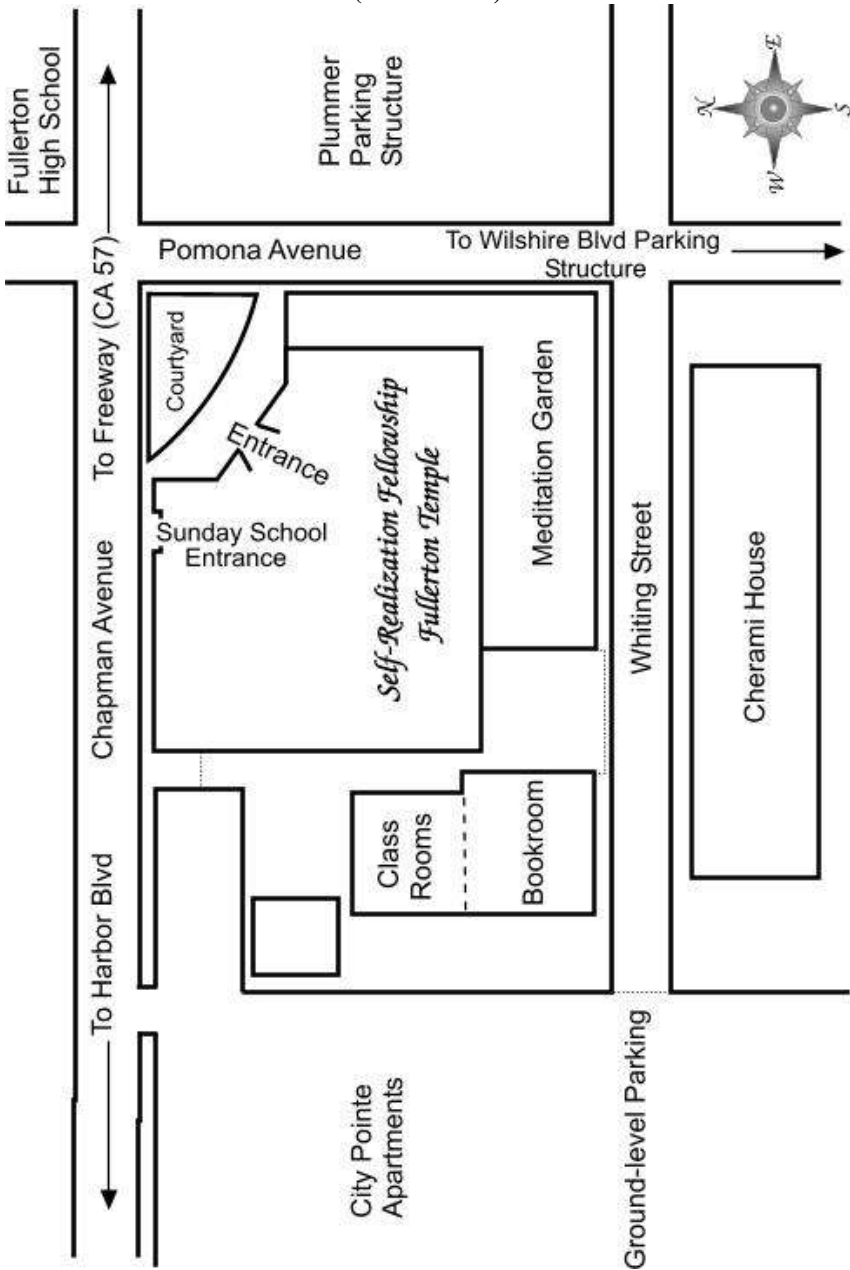 Fullerton
High School
Plummer
Parking
Structure
N
E
S
W
To Freeway (CA 57)
Pomona Avenue
To Wilshire Blvd Parking
Structure
Courtyard
Entrance
Sunday School
Entrance
Self-Realization Fellowship
Fullerton Temple
Meditation Garden
Chapman Avenue
Whiting Street
Cherami House
Class
Rooms
Bookroom
To Harbor Blvd
City Pointe
Apartments
Ground-level Parking